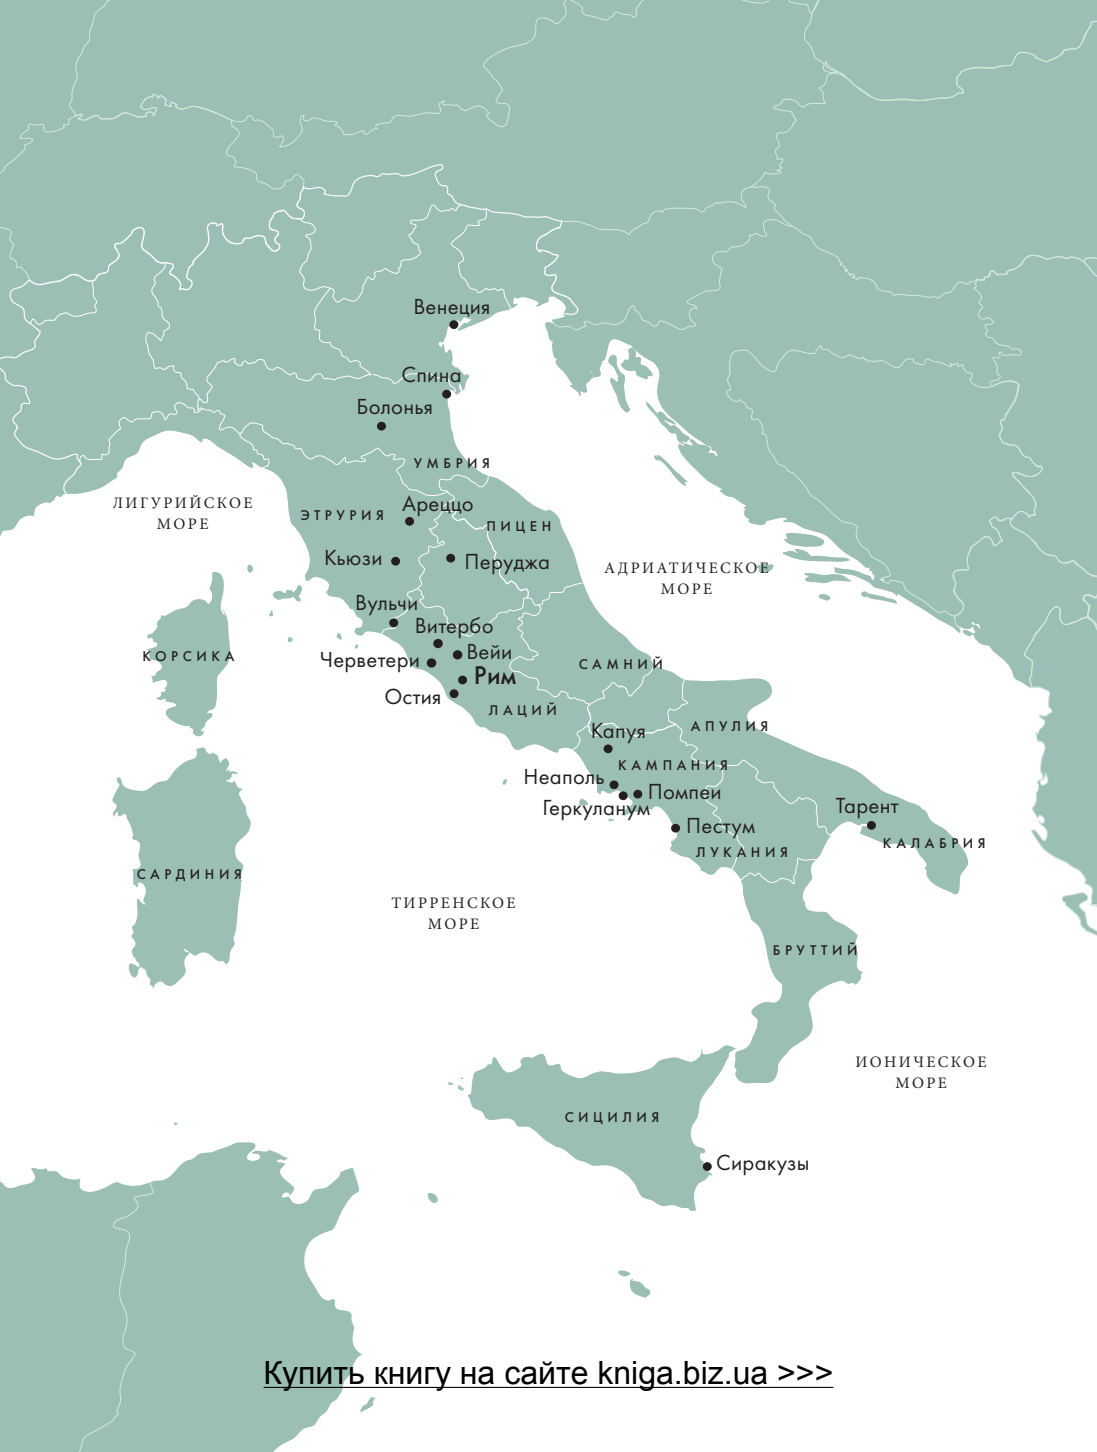 Венеция
Спина
Болонья
УМБРИЯ
ЛИГУРИЙСКОЕ
МОРЕ
ЭТРУРИЯ
Ареццо
ПИЦЕН
Кьюзи
Перуджа
АДРИАТИЧЕСКОЕ
МОРЕ
Вульчи
Витербо
КОРСИКА
Черветери
Вейи
САМНИЙ
Рим
Остия
ЛАЦИЙ
АПУЛИЯ
Капуя
КАМПАНИЯ
Неаполь
Помпеи
Геркуланум
Тарент
Пестум
КАЛАБРИЯ
ЛУКАНИЯ
САРДИНИЯ
ТИРРЕНСКОЕ
МОРЕ
БРУТТИЙ
ИОНИЧЕСКОЕ
МОРЕ
СИЦИЛИЯ
Сиракузы
Купить книгу на сайте kniga.biz.ua >>>